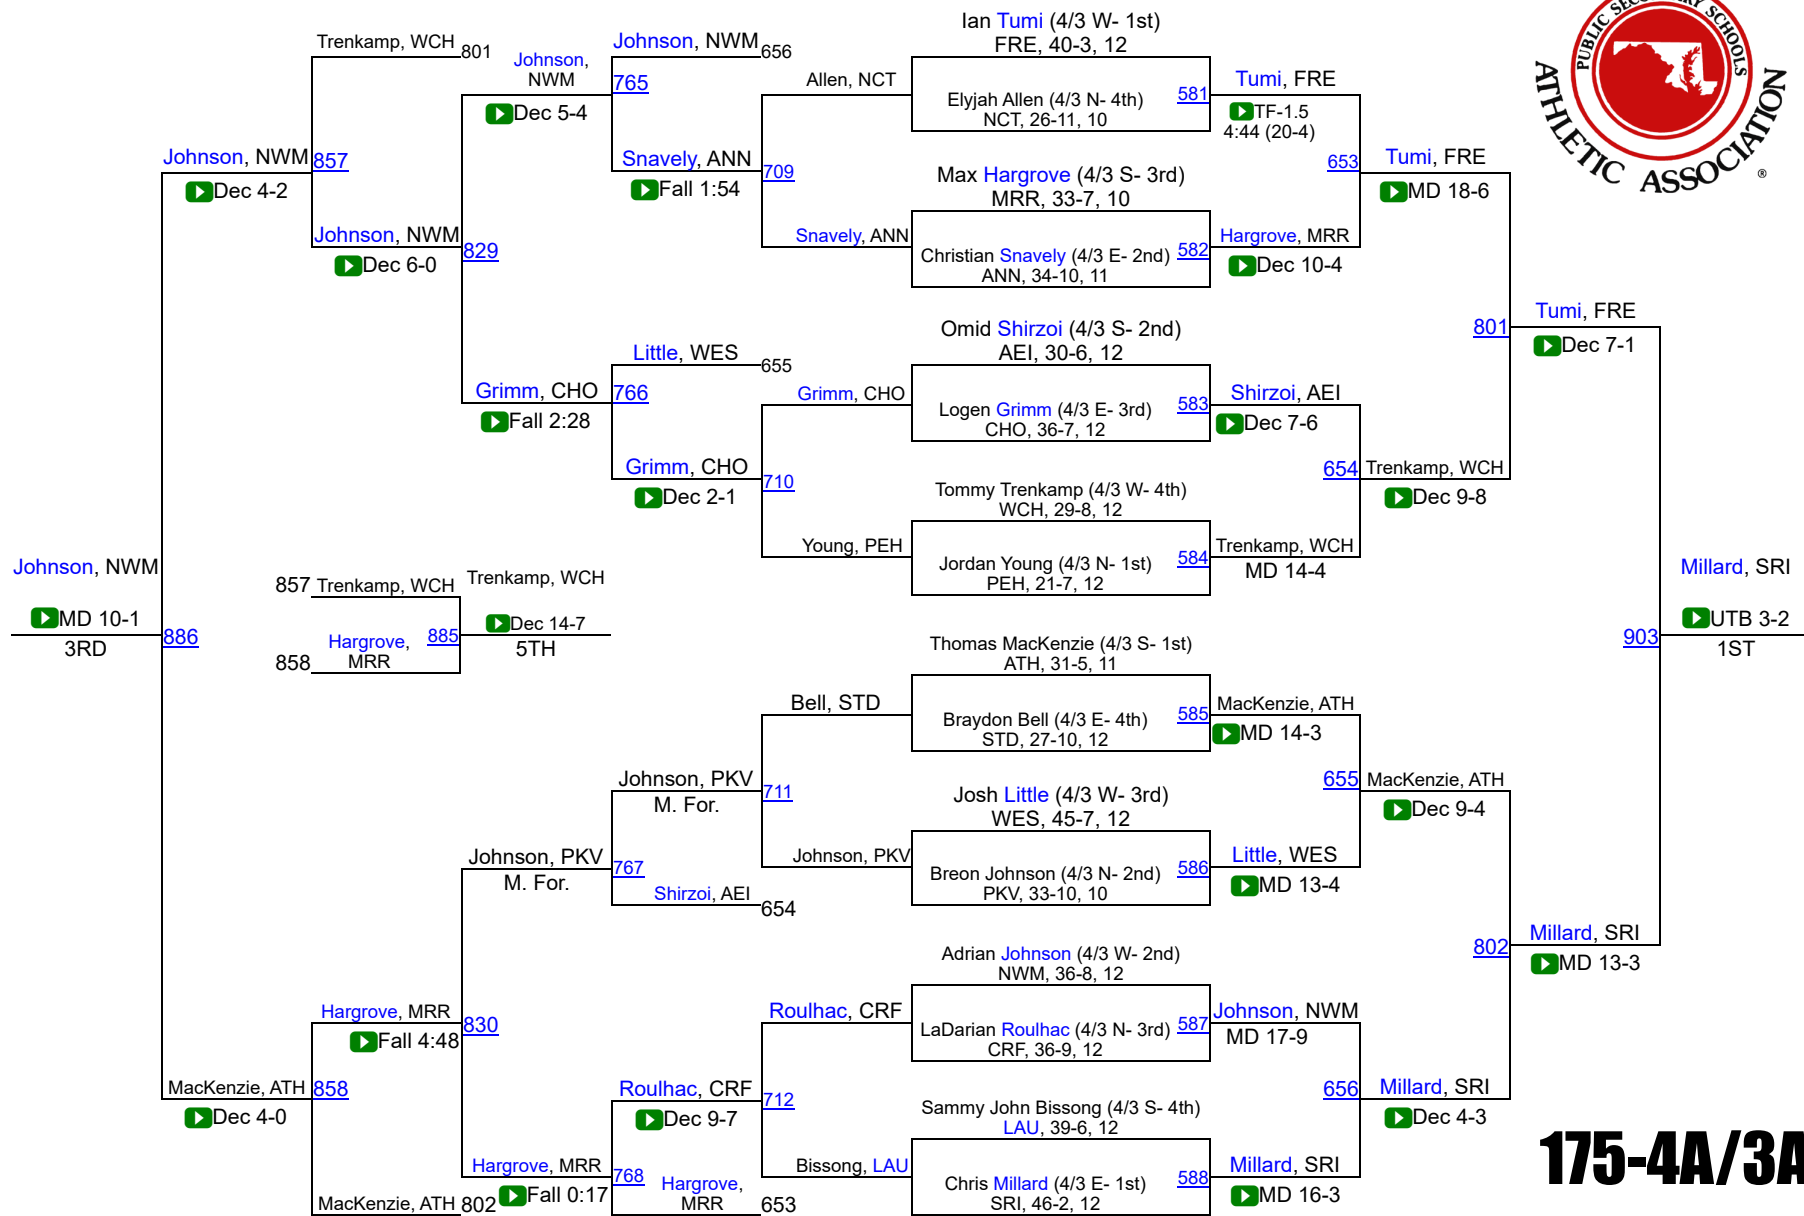 PUBLIC SECONDARY SCHOOLS
ATHLETIC ASSOCIATION
®
175-4A/3A
Ian Tumi (4/3 W- 1st)
FRE, 40-3, 12
Elyjah Allen (4/3 N- 4th)
NCT, 26-11, 10
581
Max Hargrove (4/3 S- 3rd)
MRR, 33-7, 10
Christian Snavely (4/3 E- 2nd)
ANN, 34-10, 11
582
Omid Shirzoi (4/3 S- 2nd)
AEI, 30-6, 12
Logen Grimm (4/3 E- 3rd)
CHO, 36-7, 12
583
Tommy Trenkamp (4/3 W- 4th)
WCH, 29-8, 12
Jordan Young (4/3 N- 1st)
PEH, 21-7, 12
584
Thomas MacKenzie (4/3 S- 1st)
ATH, 31-5, 11
Braydon Bell (4/3 E- 4th)
STD, 27-10, 12
585
Josh Little (4/3 W- 3rd)
WES, 45-7, 12
Breon Johnson (4/3 N- 2nd)
PKV, 33-10, 10
586
Adrian Johnson (4/3 W- 2nd)
NWM, 36-8, 12
LaDarian Roulhac (4/3 N- 3rd)
CRF, 36-9, 12
587
Sammy John Bissong (4/3 S- 4th)
LAU, 39-6, 12
Chris Millard (4/3 E- 1st)
SRI, 46-2, 12
588
Tumi, FRE
TF-1.5
4:44 (20-4)
653
Hargrove, MRR
Dec 10-4
Shirzoi, AEI
Dec 7-6
654
Trenkamp, WCH
MD 14-4
MacKenzie, ATH
MD 14-3
655
Little, WES
MD 13-4
Johnson, NWM
MD 17-9
656
Millard, SRI
MD 16-3
Tumi, FRE
MD 18-6
801
Trenkamp, WCH
Dec 9-8
MacKenzie, ATH
Dec 9-4
802
Millard, SRI
Dec 4-3
Tumi, FRE
Dec 7-1
903
Millard, SRI
MD 13-3
Millard, SRI
UTB 3-2
1ST
Allen, NCT
709
Snavely, ANN
Grimm, CHO
710
Young, PEH
Bell, STD
711
Johnson, PKV
Roulhac, CRF
712
Bissong, LAU
Johnson, NWM
656
765
Snavely, ANN
Fall 1:54
Little, WES
655
766
Grimm, CHO
Dec 2-1
Johnson, PKV
M. For.
767
Shirzoi, AEI
654
Roulhac, CRF
Dec 9-7
768
Hargrove,
MRR
653
Johnson,
NWM
Dec 5-4
829
Grimm, CHO
Fall 2:28
Johnson, PKV
M. For.
830
Hargrove, MRR
Fall 0:17
Trenkamp, WCH
801
857
Johnson, NWM
Dec 6-0
Hargrove, MRR
Fall 4:48
858
MacKenzie, ATH
802
Johnson, NWM
Dec 4-2
886
MacKenzie, ATH
Dec 4-0
Johnson, NWM
MD 10-1
3RD
857
Trenkamp, WCH
885
858
Hargrove,
MRR
Trenkamp, WCH
Dec 14-7
5TH